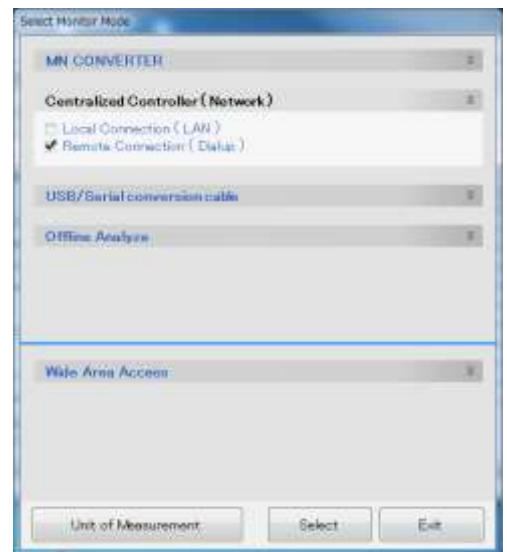 Select Monitor Mode
MN CONVERTER
Centralized Controller ( Network )
Local Connection ( LAN )
Remote Connection ( Dialup )
USB/Serial conversion cable
Offline Analyze
Wide Area Access
Unit of Measurement
Select
Exit